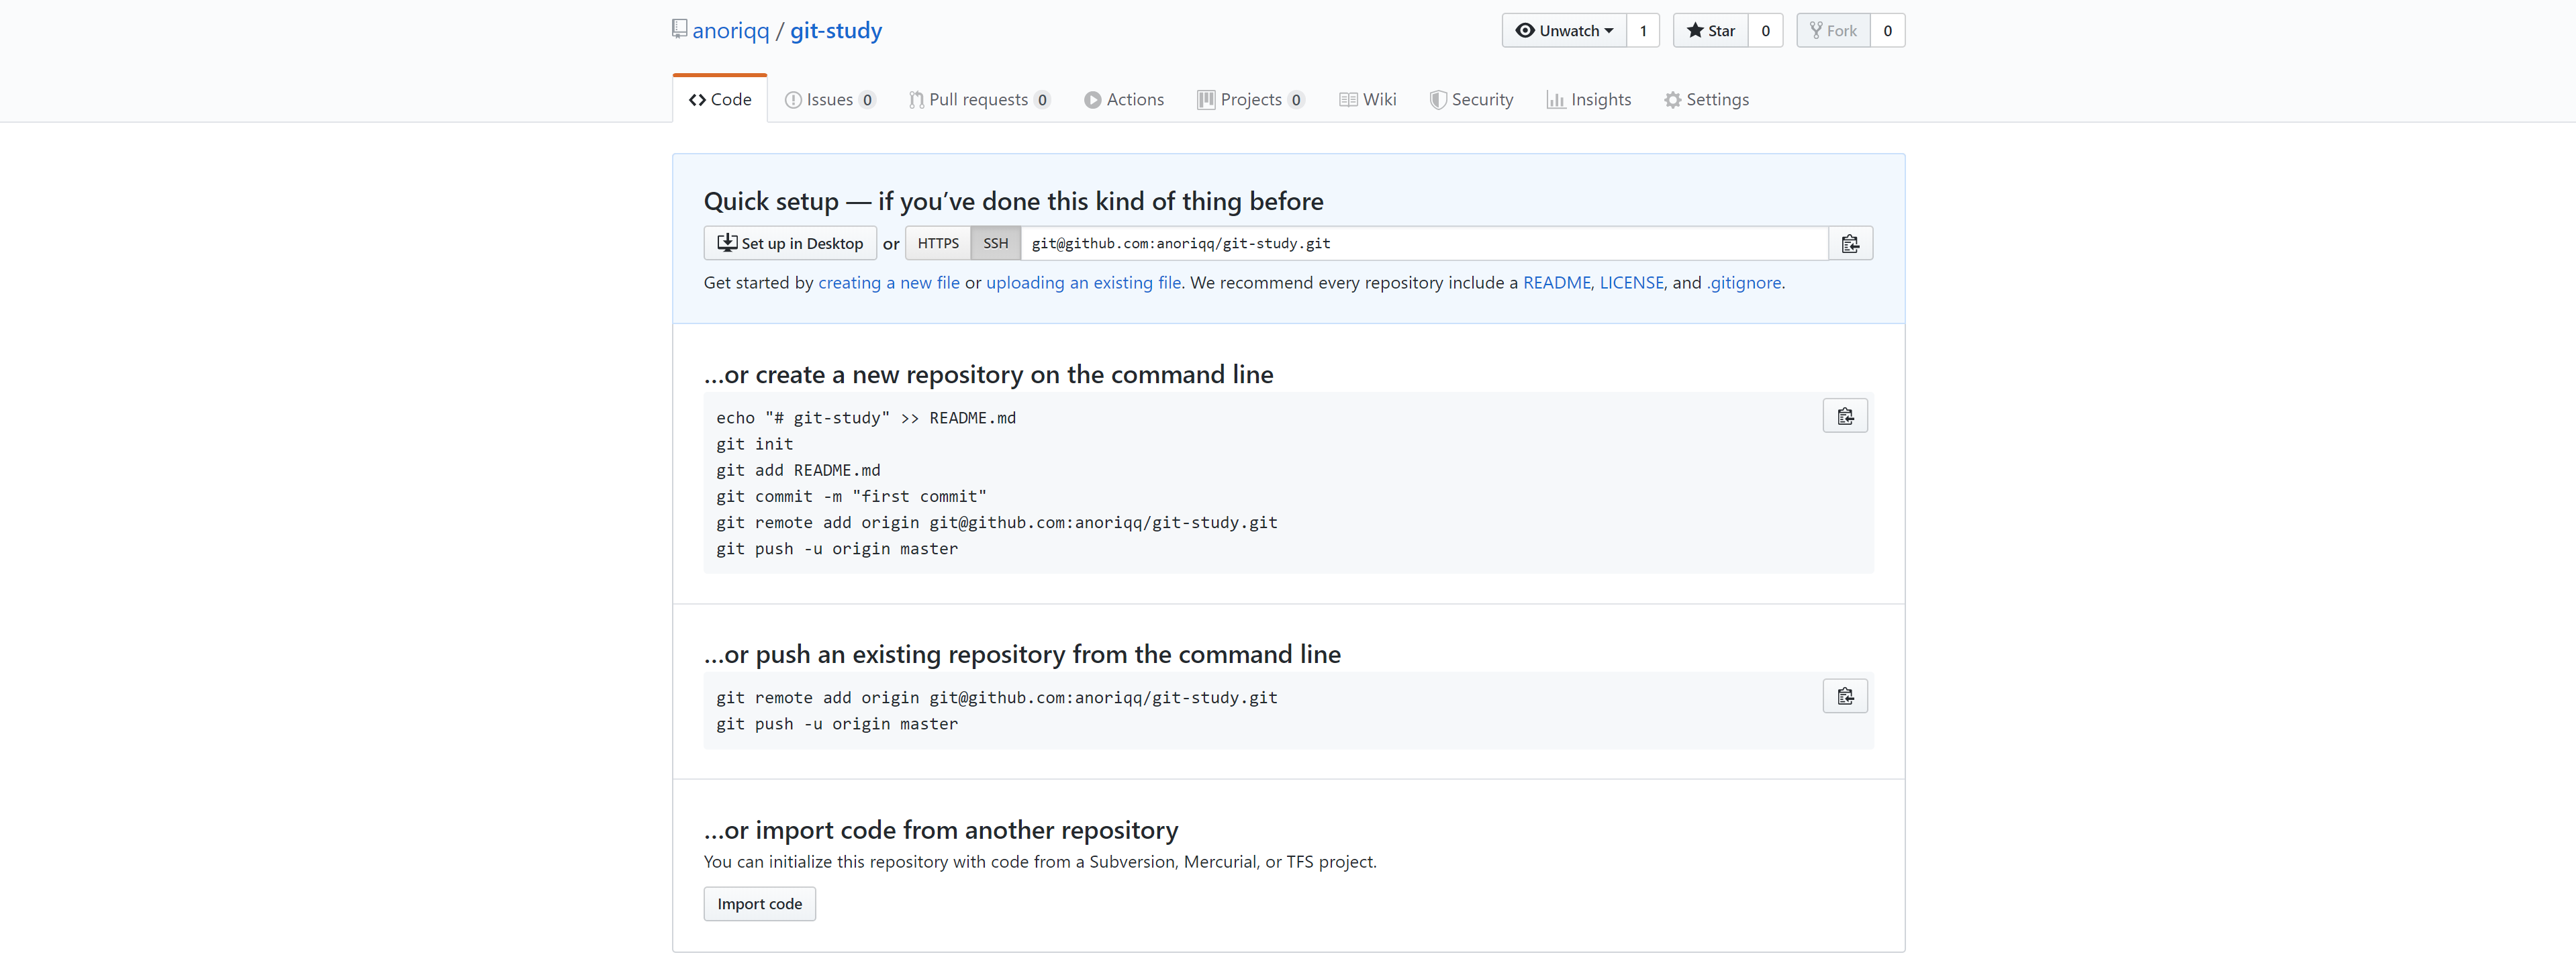 anoriqq / git-study
Unwatch 1 Star 0 Fork 0
Code Issues 0 Pull requests 0 Actions Projects 0 Wiki Security Insights Settings
Quick setup — if you’ve done this kind of thing before
Set up in Desktop or HTTPS SSH git@github.com:anoriqq/git-study.git
Get started by creating a new file or uploading an existing file. We recommend every repository include a README, LICENSE, and .gitignore.
…or create a new repository on the command line
echo "# git-study" >> README.md
git init
git add README.md
git commit -m "first commit"
git remote add origin git@github.com:anoriqq/git-study.git
git push -u origin master
…or push an existing repository from the command line
git remote add origin git@github.com:anoriqq/git-study.git
git push -u origin master
…or import code from another repository
You can initialize this repository with code from a Subversion, Mercurial, or TFS project.
Import code